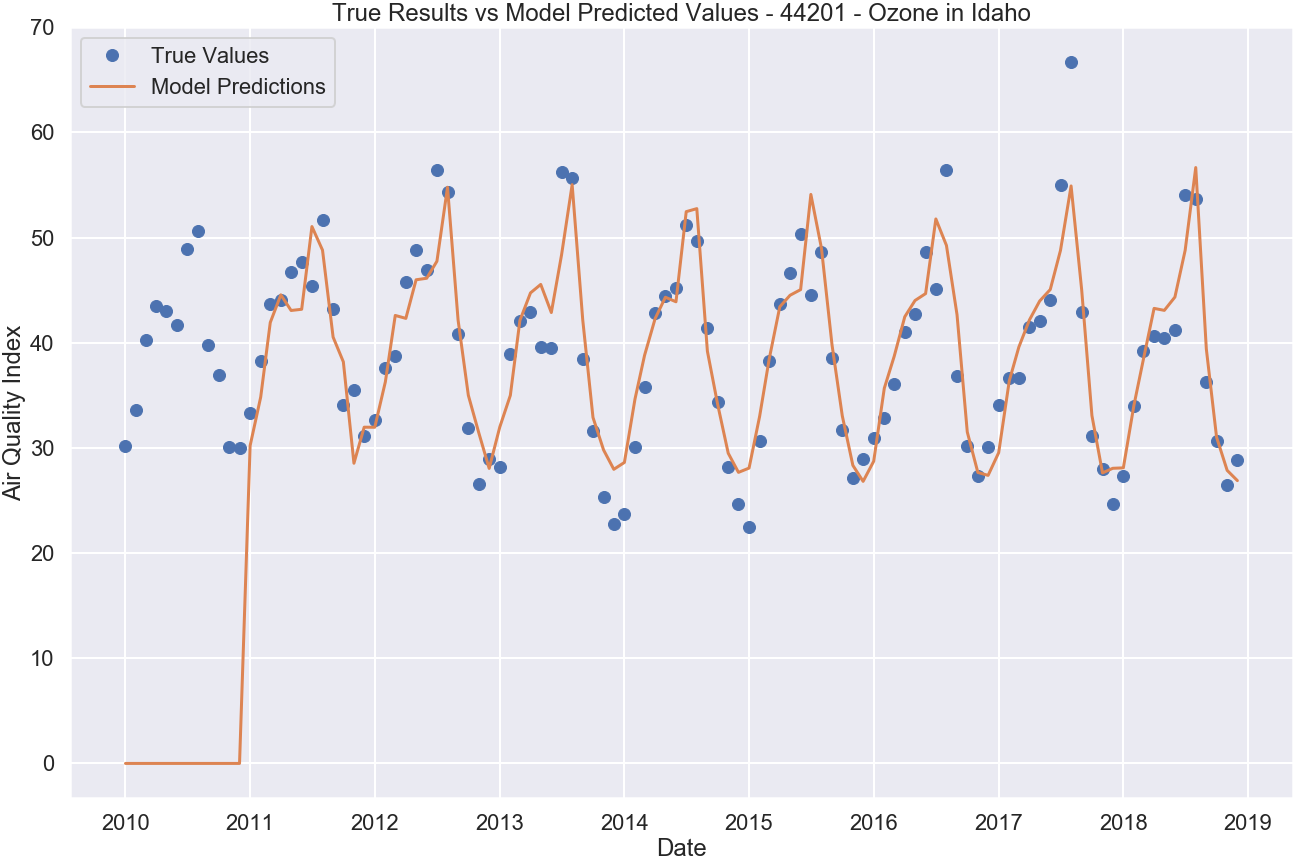 True Results vs Model Predicted Values - 44201 - Ozone in Idaho
True Values
Model Predictions
70
60
50
40
30
20
10
0
Air Quality Index
2010 2011 2012 2013 2014 2015 2016 2017 2018 2019
Date